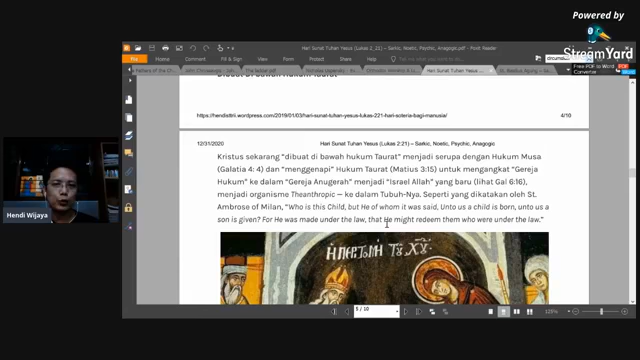 Powered by
StreamYard
Hari Sunat Tuhan Yesus (Lukas 2_21) – Sarkic, Noetic, Psychic, Anagogic.pdf - Foxit Reader
File
Home
Comment
View
Form
Protect
Share
Help
Hari Sunat Tuhan Yesus ...
Free PDF to Word
Converter
https://henditri.wordpress.com/2019/01/03/hari-sunat-tuhan-yesus-lukas-221-hari-soteria-bagi-manusia/
4/10
12/31/2020
Hari Sunat Tuhan Yesus (Lukas 2:21) – Sarkic, Noetic, Psychic, Anagogic
Kristus sekarang “dibuat di bawah hukum Taurat” menjadi serupa dengan Hukum Musa
(Galatia 4: 4) dan “menggenapi” Hukum Taurat (Matius 3:15) untuk mengangkat “Gereja
Hukum” ke dalam “Gereja Anugerah” menjadi “Israel Allah” yang baru (lihat Gal 6:16),
menjadi organisme Theanthropic — ke dalam Tubuh-Nya. Seperti yang dikatakan oleh St.
Ambrose of Milan, “Who is this Child, but He of whom it was said, Unto us a child is born, unto us a
son is given? For He was made under the law, that He might redeem them who were under the law.”
Hendi Wijaya
5 / 10
125%